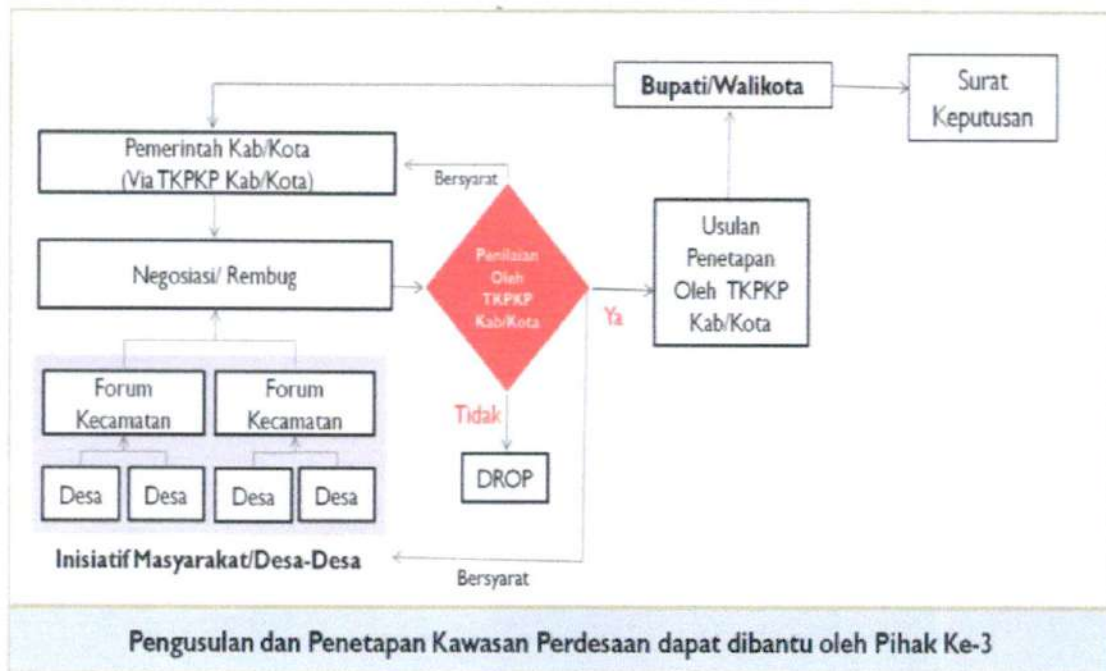 Bupati/Walikota
Surat
Keputusan
Pemerintah Kab/Kota
(Via TKPKP Kab/Kota)
Bersyarat
Negosiasi/ Rembug
Penilaian
Oleh
TKPKP
Kab/Kota
Ya
Usulan
Penetapan
Oleh TKPKP
Kab/Kota
Forum
Kecamatan
Forum
Kecamatan
Tidak
Desa
Desa
Desa
Desa
DROP
Inisiatif Masyarakat/Desa-Desa
Bersyarat
Pengusulan dan Penetapan Kawasan Perdesaan dapat dibantu oleh Pihak Ke-3